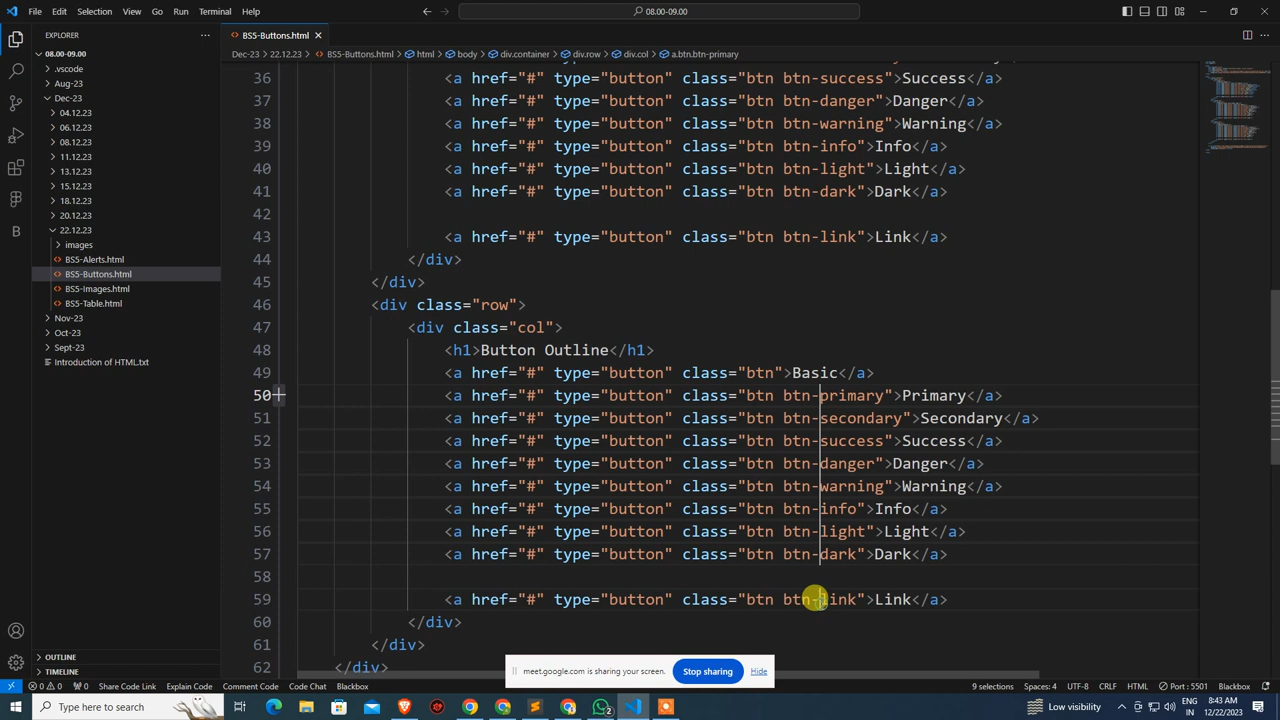 File Edit Selection View Go Run Terminal Help
08.00-09.00
EXPLORER
BS5-Buttons.html
08.00-09.00
Dec-23 > 22.12.23 > BS5-Buttons.html > html > body > div.container > div.row > div.col > a.btn.btn-primary
.vscode
Aug-23
Dec-23
04.12.23
06.12.23
08.12.23
11.12.23
13.12.23
15.12.23
18.12.23
20.12.23
22.12.23
images
BS5-Alerts.html
BS5-Buttons.html
BS5-Images.html
BS5-Table.html
Nov-23
Oct-23
Sept-23
Introduction of HTML.txt
OUTLINE
TIMELINE
36 <a href="#" type="button" class="btn btn-success">Success</a>
37 <a href="#" type="button" class="btn btn-danger">Danger</a>
38 <a href="#" type="button" class="btn btn-warning">Warning</a>
39 <a href="#" type="button" class="btn btn-info">Info</a>
40 <a href="#" type="button" class="btn btn-light">Light</a>
41 <a href="#" type="button" class="btn btn-dark">Dark</a>
42
43 <a href="#" type="button" class="btn btn-link">Link</a>
44 </div>
45 </div>
46 <div class="row">
47 <div class="col">
48 <h1>Button Outline</h1>
49 <a href="#" type="button" class="btn">Basic</a>
50 <a href="#" type="button" class="btn btn-primary">Primary</a>
51 <a href="#" type="button" class="btn btn-secondary">Secondary</a>
52 <a href="#" type="button" class="btn btn-success">Success</a>
53 <a href="#" type="button" class="btn btn-danger">Danger</a>
54 <a href="#" type="button" class="btn btn-warning">Warning</a>
55 <a href="#" type="button" class="btn btn-info">Info</a>
56 <a href="#" type="button" class="btn btn-light">Light</a>
57 <a href="#" type="button" class="btn btn-dark">Dark</a>
58
59 <a href="#" type="button" class="btn btn-link">Link</a>
60 </div>
61 </div>
62 </div>
meet.google.com is sharing your screen. Stop sharing Hide
0 0 0 Share Code Link Explain Code Comment Code Code Chat Blackbox 9 selections Spaces: 4 UTF-8 CRLF HTML Port : 5501 Blackbox
Type here to search 2 Low visibility ENG IN 8:43 AM 12/22/2023